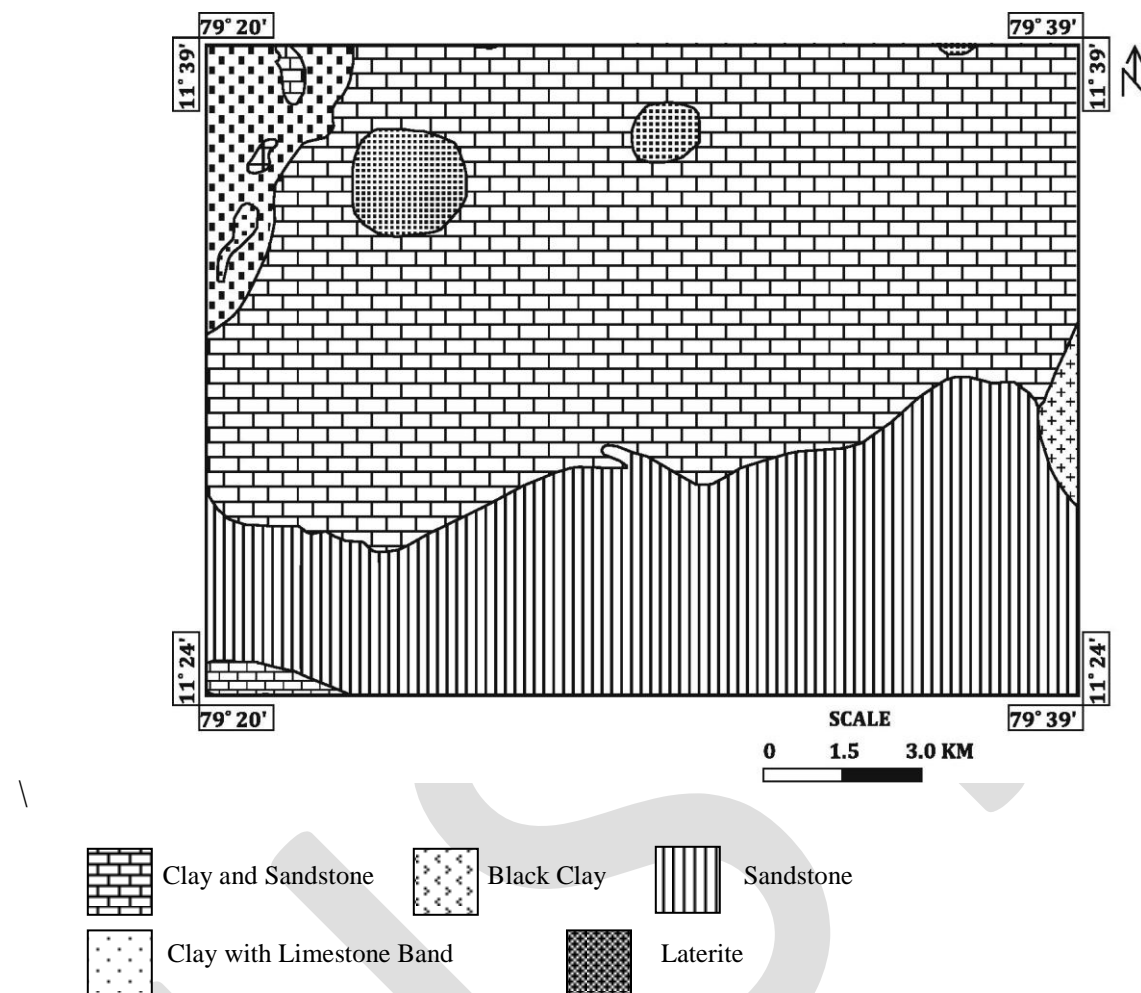 79° 20' 79° 39'
11° 39' 11° 39'
N
11° 24' 11° 24'
79° 20' 79° 39'
SCALE
0 1.5 3.0 KM
\
Clay and Sandstone Black Clay Sandstone
Clay with Limestone Band Laterite